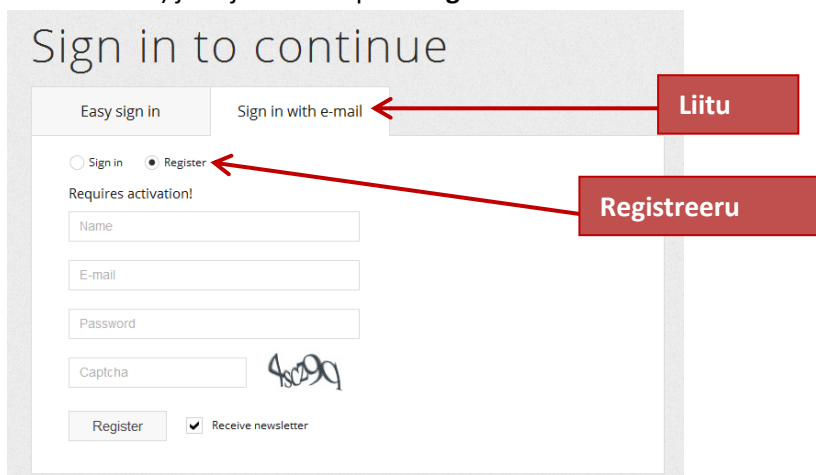 Sign in to continue
Easy sign in
Sign in with e-mail
Liitu
Sign in
Register
Registreeru
Requires activation!
Name
E-mail
Password
Captcha
Register
Receive newsletter